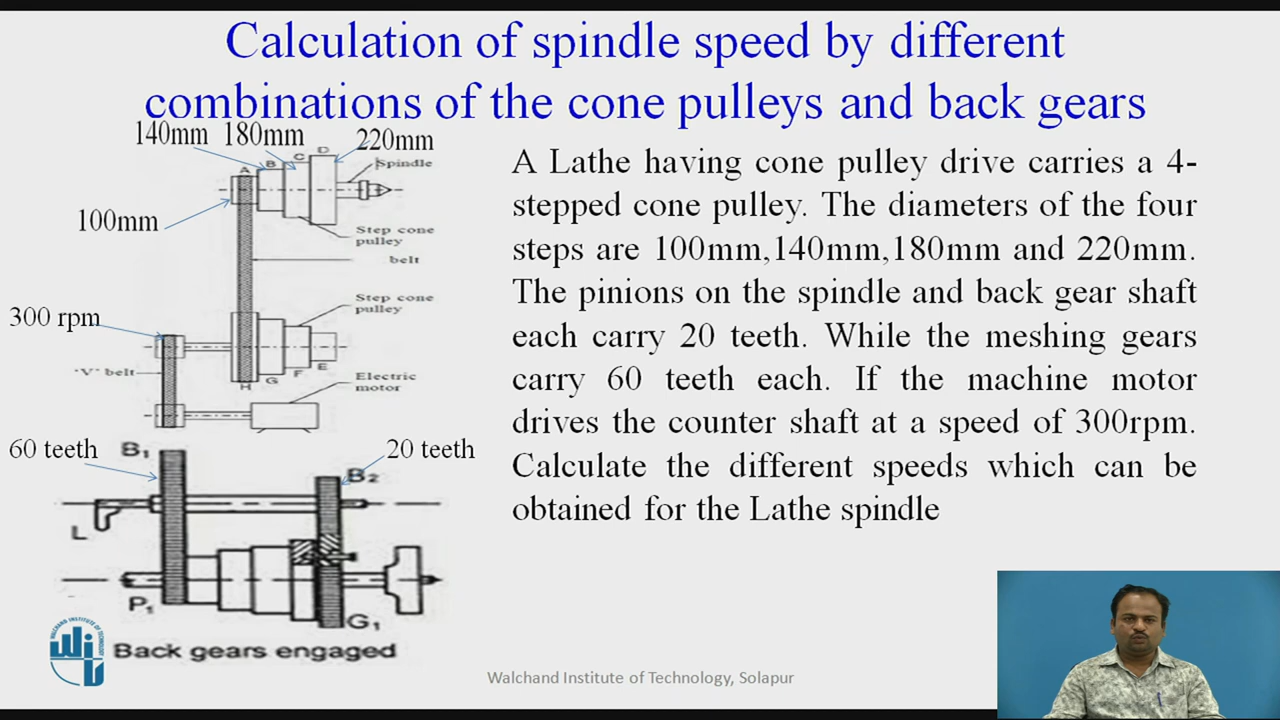 Calculation of spindle speed by different
combinations of the cone pulleys and back gears
140mm 180mm 220mm
A B C D
Spindle
100mm
Step cone
pulley
belt
Step cone
pulley
300 rpm
E
F
G
H
"V" belt
Electric
motor
60 teeth
B1
20 teeth
B2
L
P1
G1
Back gears engaged
A Lathe having cone pulley drive carries a 4-
stepped cone pulley. The diameters of the four
steps are 100mm,140mm,180mm and 220mm.
The pinions on the spindle and back gear shaft
each carry 20 teeth. While the meshing gears
carry 60 teeth each. If the machine motor
drives the counter shaft at a speed of 300rpm.
Calculate the different speeds which can be
obtained for the Lathe spindle
WALCHAND INSTITUTE OF TECHNOLOGY
WIT
Walchand Institute of Technology, Solapur